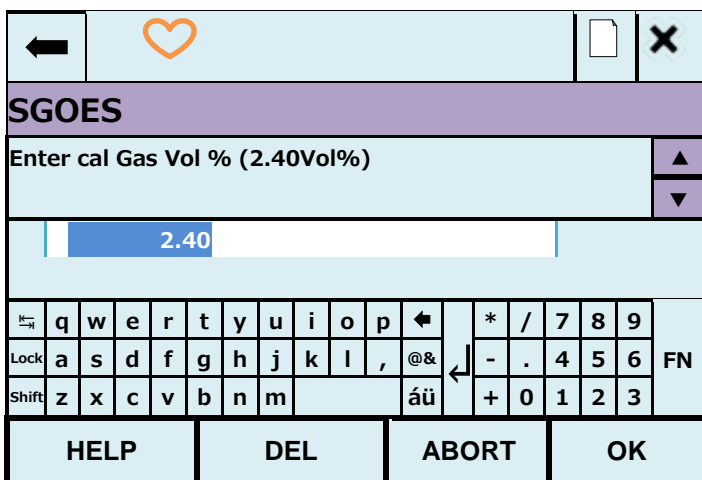 SGOES
Enter cal Gas Vol % (2.40Vol%)
▲
▼
2.40
q w e r t y u i o p * / 7 8 9
Lock a s d f g h j k l , @& - . 4 5 6 FN
Shift z x c v b n m áü + 0 1 2 3
HELP DEL ABORT OK